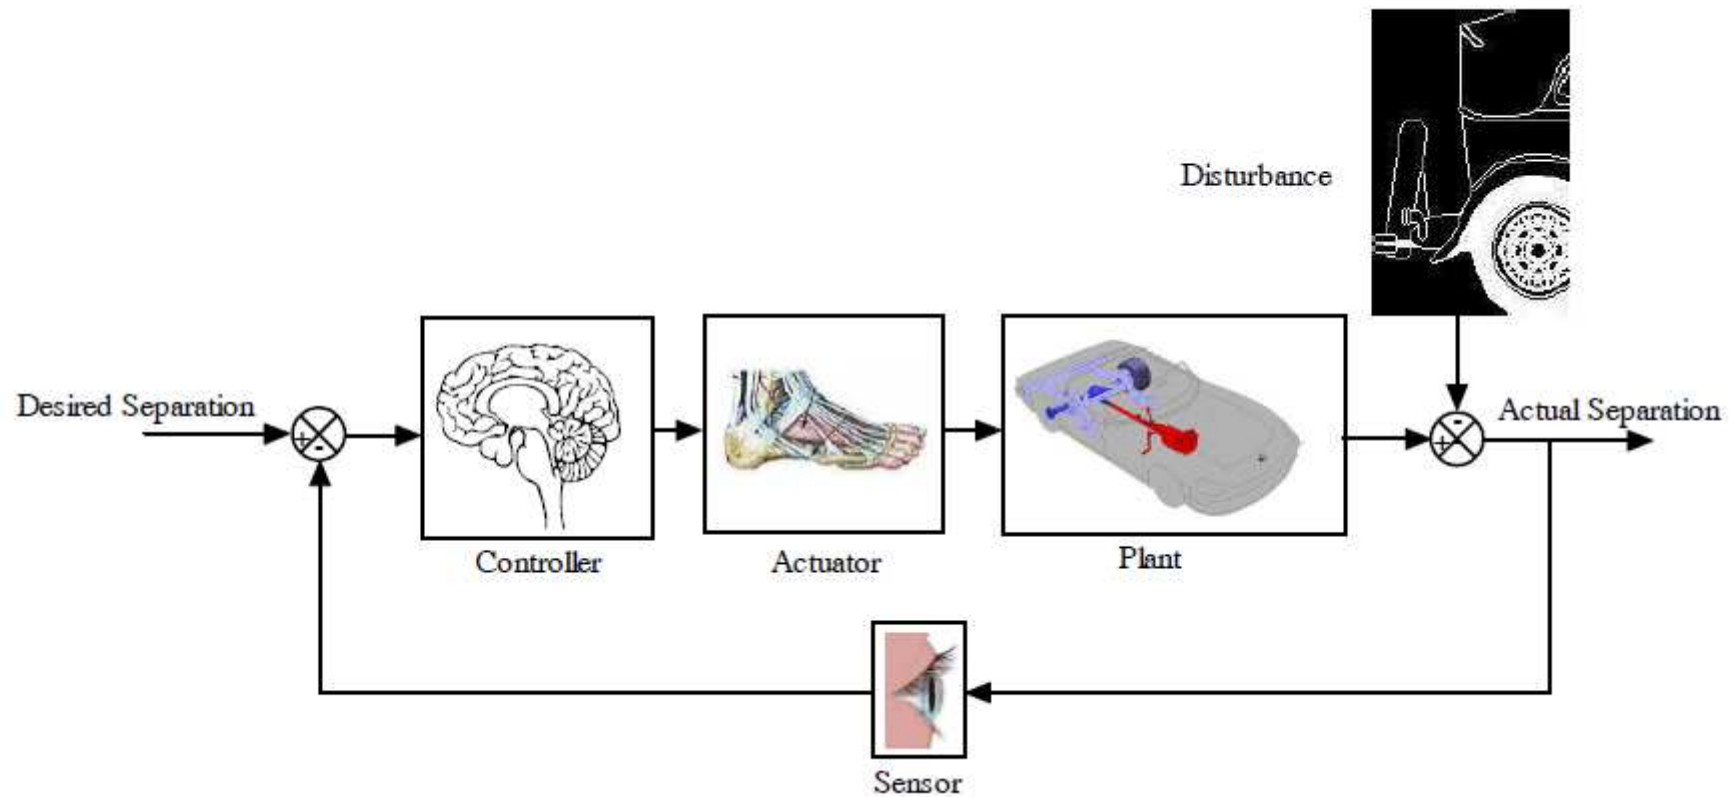 Disturbance
Desired Separation
Actual Separation
+
-
-
+
Controller
Actuator
Plant
Sensor